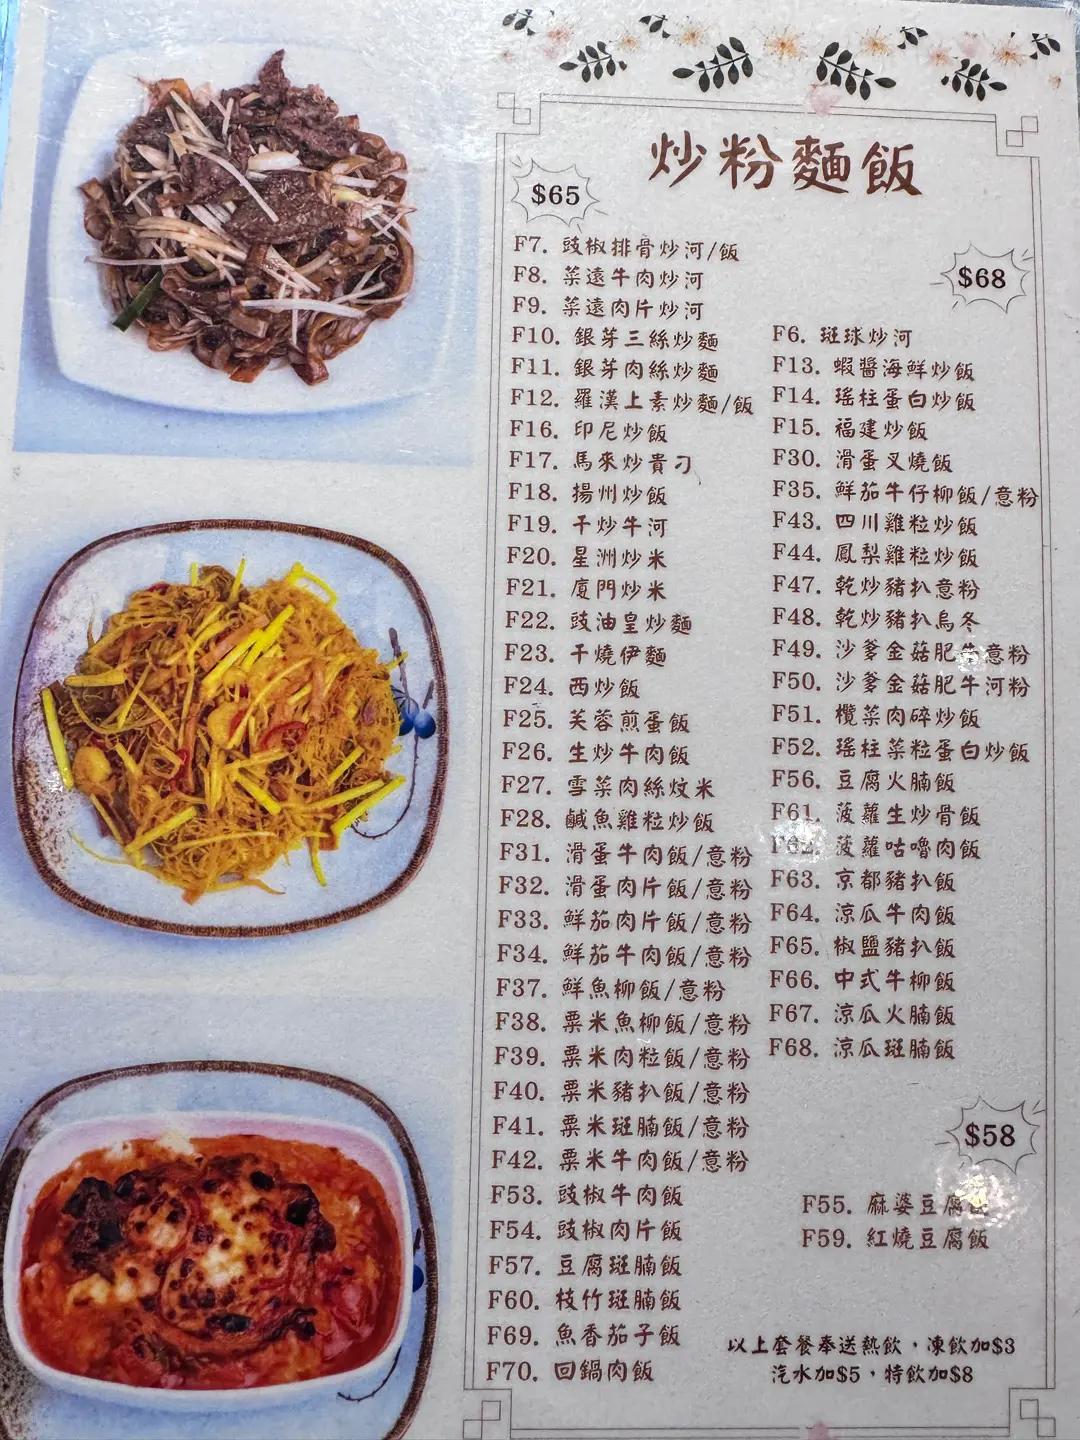 炒粉麵飯
$65
F7. 豉椒排骨炒河/飯
F8. 菜遠牛肉炒河
F9. 菜遠肉片炒河
F10. 銀芽三絲炒麵
F11. 銀芽肉絲炒麵
F12. 羅漢上素炒麵/飯
F16. 印尼炒飯
F17. 馬來炒貴刁
F18. 揚州炒飯
F19. 干炒牛河
F20. 星洲炒米
F21. 廈門炒米
F22. 豉油皇炒麵
F23. 干燒伊麵
F24. 西炒飯
F25. 芙蓉煎蛋飯
F26. 生炒牛肉飯
F27. 雪菜肉絲炆米
F28. 鹹魚雞粒炒飯
F31. 滑蛋牛肉飯/意粉
F32. 滑蛋肉片飯/意粉
F33. 鮮茄肉片飯/意粉
F34. 鮮茄牛肉飯/意粉
F37. 鮮魚柳飯/意粉
F38. 粟米魚柳飯/意粉
F39. 粟米肉粒飯/意粉
F40. 粟米豬扒飯/意粉
F41. 粟米斑腩飯/意粉
F42. 粟米牛肉飯/意粉
F53. 豉椒牛肉飯
F54. 豉椒肉片飯
F57. 豆腐斑腩飯
F60. 枝竹斑腩飯
F69. 魚香茄子飯
F70. 回鍋肉飯
$68
F6. 斑球炒河
F13. 蝦醬海鮮炒飯
F14. 瑤柱蛋白炒飯
F15. 福建炒飯
F30. 滑蛋叉燒飯
F35. 鮮茄牛仔柳飯/意粉
F43. 四川雞粒炒飯
F44. 鳳梨雞粒炒飯
F47. 乾炒豬扒意粉
F48. 乾炒豬扒烏冬
F49. 沙爹金菇肥牛意粉
F50. 沙爹金菇肥牛河粉
F51. 欖菜肉碎炒飯
F52. 瑤柱菜粒蛋白炒飯
F56. 豆腐火腩飯
F61. 菠蘿生炒骨飯
F62. 菠蘿咕嚕肉飯
F63. 京都豬扒飯
F64. 涼瓜牛肉飯
F65. 椒鹽豬扒飯
F66. 中式牛柳飯
F67. 涼瓜火腩飯
F68. 涼瓜斑腩飯
$58
F55. 麻婆豆腐
F59. 紅燒豆腐飯
以上套餐奉送熱飲，凍飲加$3
汽水加$5，特飲加$8